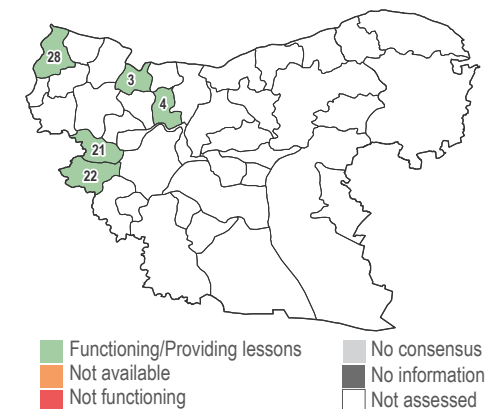 28
3
4
21
22
Functioning/Providing lessons
Not available
Not functioning
No consensus
No information
Not assessed